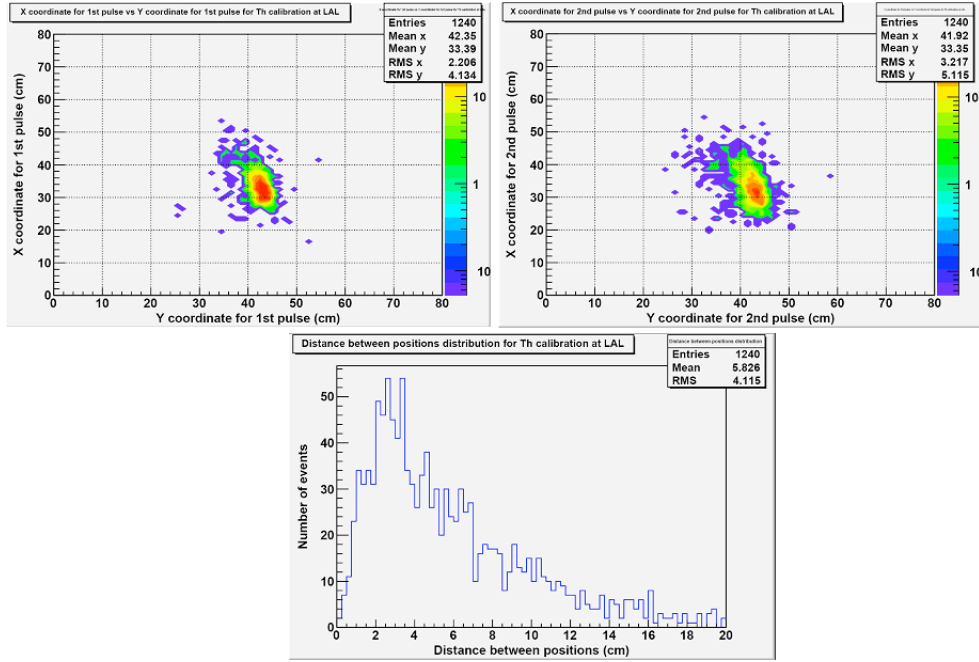 X coordinate for 1st pulse vs Y coordinate for 1st pulse for Th calibration at LAL
Entries 1240
Mean x 42.35
Mean y 33.39
RMS x 2.206
RMS y 4.134
X coordinate for 1st pulse (cm)
80
70
60
50
40
30
20
10
0
0 10 20 30 40 50 60 70 80
Y coordinate for 1st pulse (cm)
10
1
10
X coordinate for 2nd pulse vs Y coordinate for 2nd pulse for Th calibration at LAL
Entries 1240
Mean x 41.92
Mean y 33.35
RMS x 3.217
RMS y 5.115
X coordinate for 2nd pulse (cm)
80
70
60
50
40
30
20
10
0
0 10 20 30 40 50 60 70 80
Y coordinate for 2nd pulse (cm)
10
1
10
Distance between positions distribution for Th calibration at LAL
Distance between positions distribution
Entries 1240
Mean 5.826
RMS 4.115
Number of events
50
40
30
20
10
0
0 2 4 6 8 10 12 14 16 18 20
Distance between positions (cm)